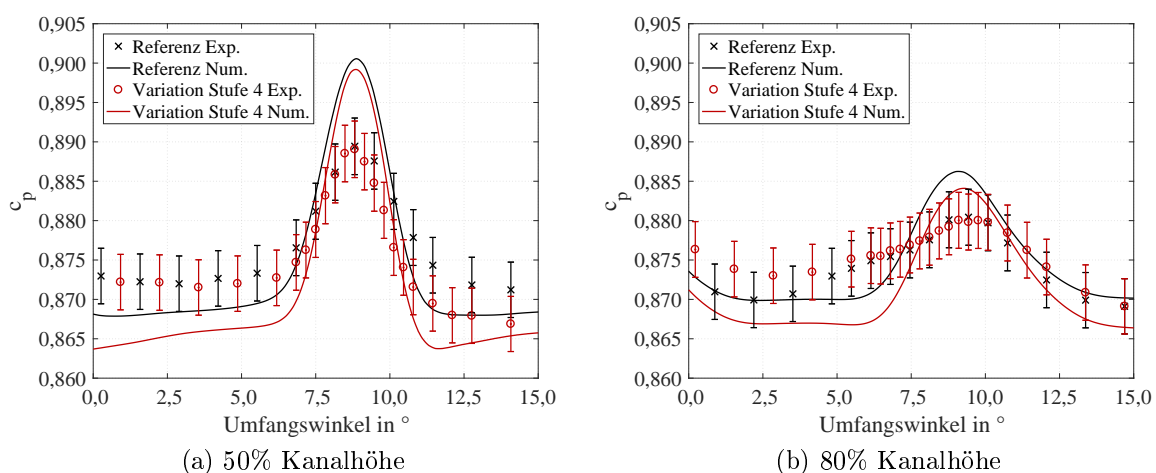 0,905
0,900
0,895
0,890
0,885
0,880
0,875
0,870
0,865
0,860
c_p
Referenz Exp.
Referenz Num.
Variation Stufe 4 Exp.
Variation Stufe 4 Num.
0,0 2,5 5,0 7,5 10,0 12,5 15,0
Umfangswinkel in °
(a) 50% Kanalhöhe
0,905
0,900
0,895
0,890
0,885
0,880
0,875
0,870
0,865
0,860
c_p
Referenz Exp.
Referenz Num.
Variation Stufe 4 Exp.
Variation Stufe 4 Num.
0,0 2,5 5,0 7,5 10,0 12,5 15,0
Umfangswinkel in °
(b) 80% Kanalhöhe